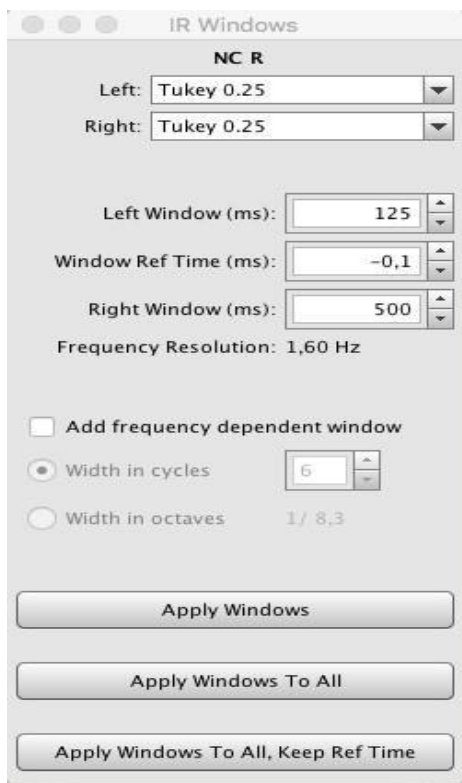 IR Windows
NC R
Left: Tukey 0.25
Right: Tukey 0.25
Left Window (ms): 125
Window Ref Time (ms): -0,1
Right Window (ms): 500
Frequency Resolution: 1,60 Hz
Add frequency dependent window
Width in cycles 6
Width in octaves 1/ 8,3
Apply Windows
Apply Windows To All
Apply Windows To All, Keep Ref Time